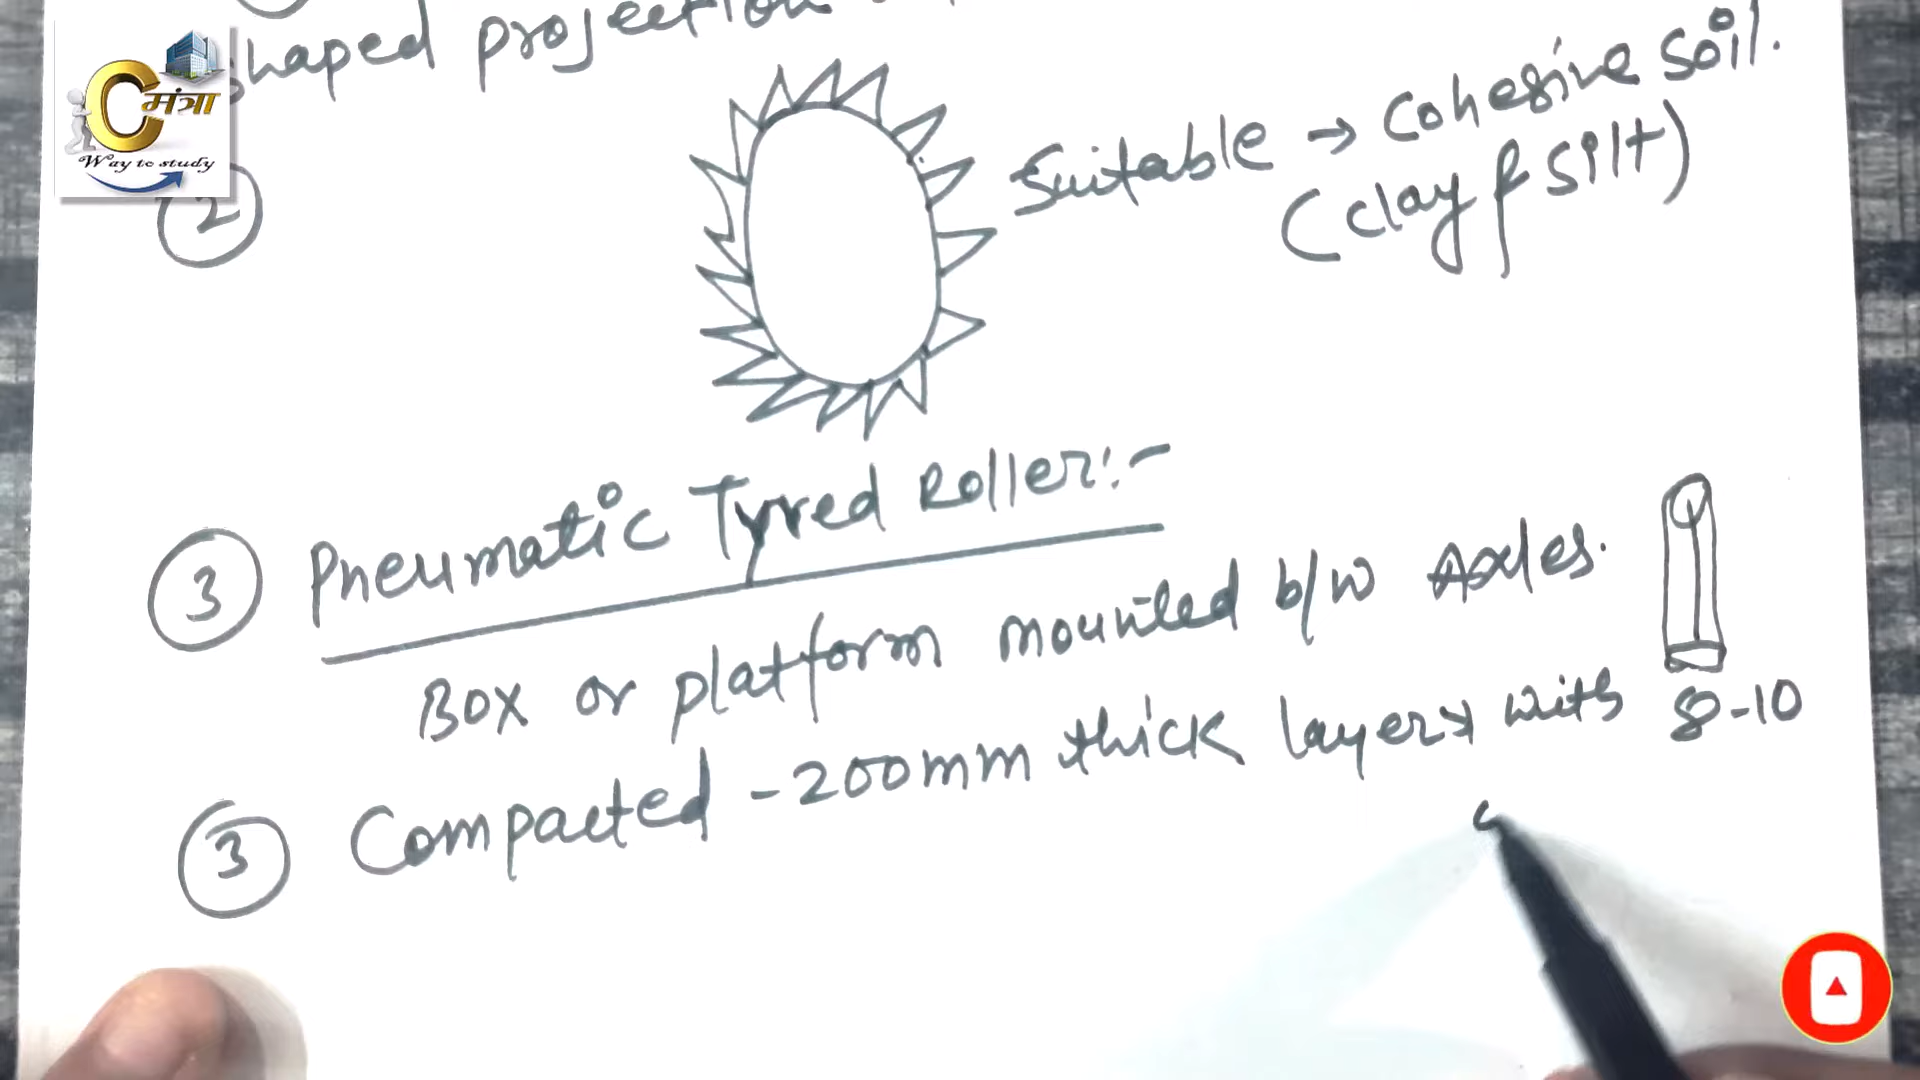 shaped projection
C मंत्रा
Way to study
2
Suitable → Cohesive Soil.
(clay & silt)
3 Pneumatic Tyred Roller:-
Box or platform mounted b/w Axles.
3 Compacted - 200mm thick layers with 8-10